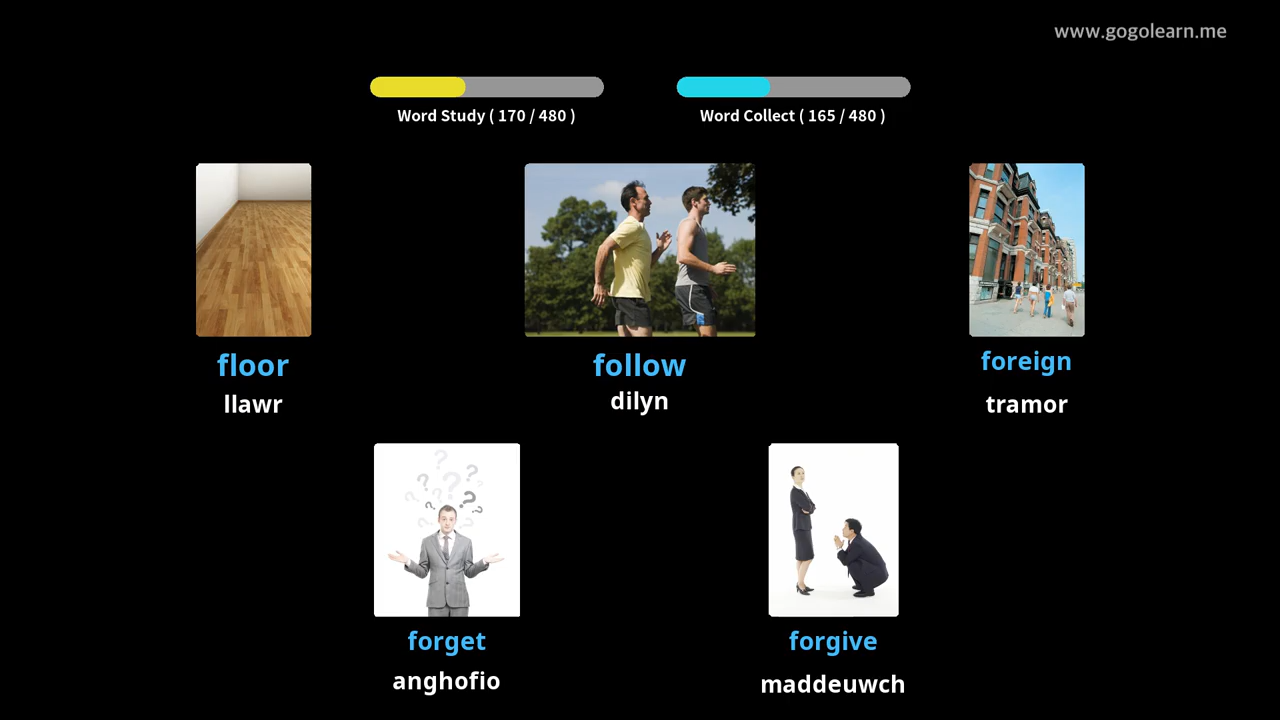 www.gogolearn.me
Word Study ( 170 / 480 )
Word Collect ( 165 / 480 )
floor
llawr
follow
dilyn
foreign
tramor
forget
anghofio
forgive
maddeuwch